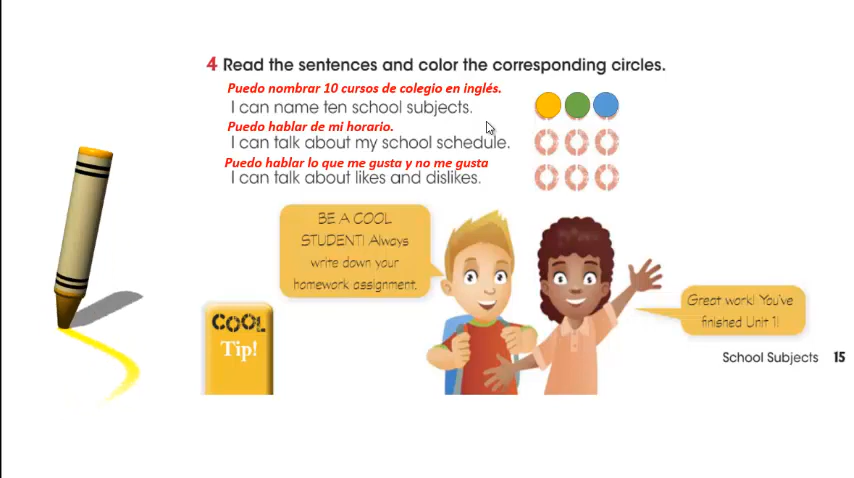 4 Read the sentences and color the corresponding circles.
Puedo nombrar 10 cursos de colegio en inglés.
I can name ten school subjects.
Puedo hablar de mi horario.
I can talk about my school schedule.
Puedo hablar lo que me gusta y no me gusta
I can talk about likes and dislikes.
BE A COOL
STUDENT! Always
write down your
homework assignment.
Great work! You've
finished Unit 1!
COOL
Tip!
School Subjects 15